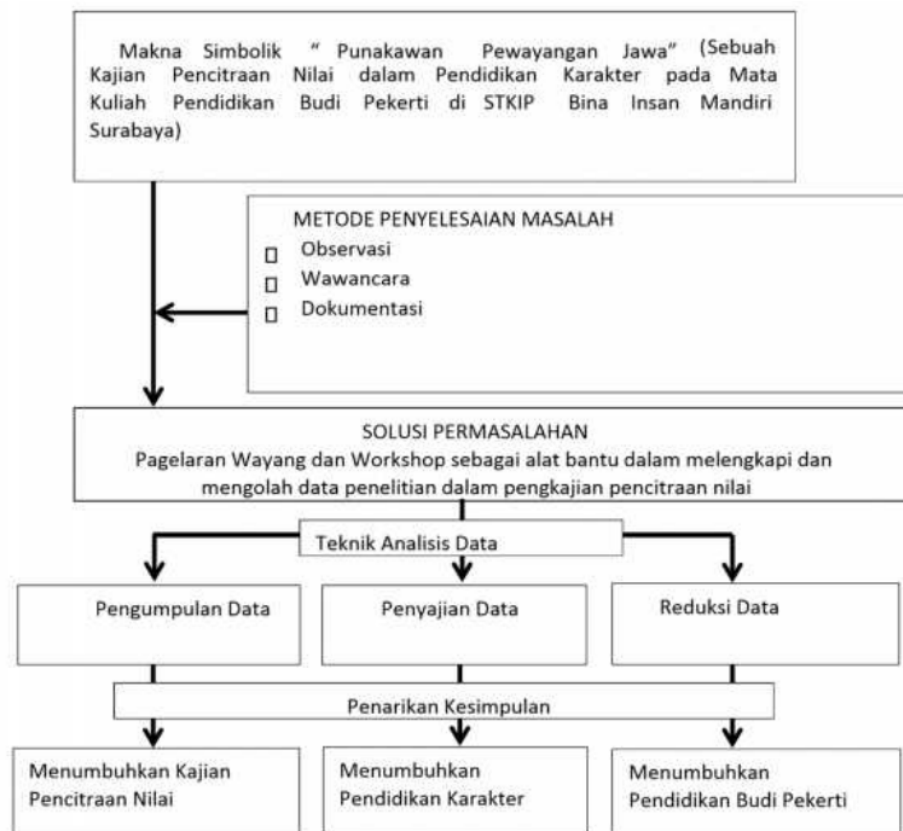 Makna Simbolik “ Punakawan Pewayangan Jawa” (Sebuah
Kajian Pencitraan Nilai dalam Pendidikan Karakter pada Mata
Kuliah Pendidikan Budi Pekerti di STKIP Bina Insan Mandiri
Surabaya)
METODE PENYELESAIAN MASALAH
Observasi
Wawancara
Dokumentasi
SOLUSI PERMASALAHAN
Pagelaran Wayang dan Workshop sebagai alat bantu dalam melengkapi dan
mengolah data penelitian dalam pengkajian pencitraan nilai
Teknik Analisis Data
Pengumpulan Data
Penyajian Data
Reduksi Data
Penarikan Kesimpulan
Menumbuhkan Kajian
Pencitraan Nilai
Menumbuhkan
Pendidikan Karakter
Menumbuhkan
Pendidikan Budi Pekerti